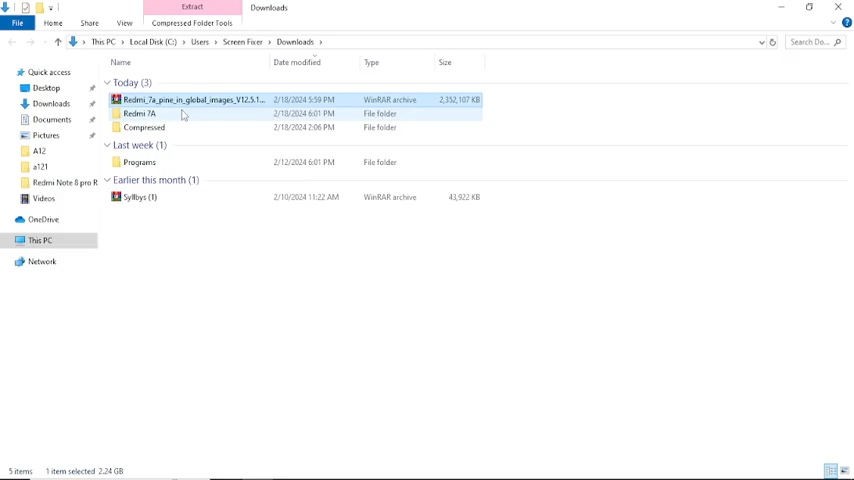 Extract
Downloads
File
Home
Share
View
Compressed Folder Tools
This PC > Local Disk (C:) > Users > Screen Fixer > Downloads >
Search Do...
Name
Date modified
Type
Size
Quick access
Desktop
Downloads
Documents
Pictures
A12
a121
Redmi Note 8 pro R
Videos
OneDrive
This PC
Network
Today (3)
Redmi_7a_pine_in_global_images_V12.5.1... 2/18/2024 5:59 PM WinRAR archive 2,352,107 KB
Redmi 7A 2/18/2024 6:01 PM File folder
Compressed 2/18/2024 2:06 PM File folder
Last week (1)
Programs 2/12/2024 6:01 PM File folder
Earlier this month (1)
Syllbys (1) 2/10/2024 11:22 AM WinRAR archive 43,922 KB
5 items 1 item selected 2.24 GB